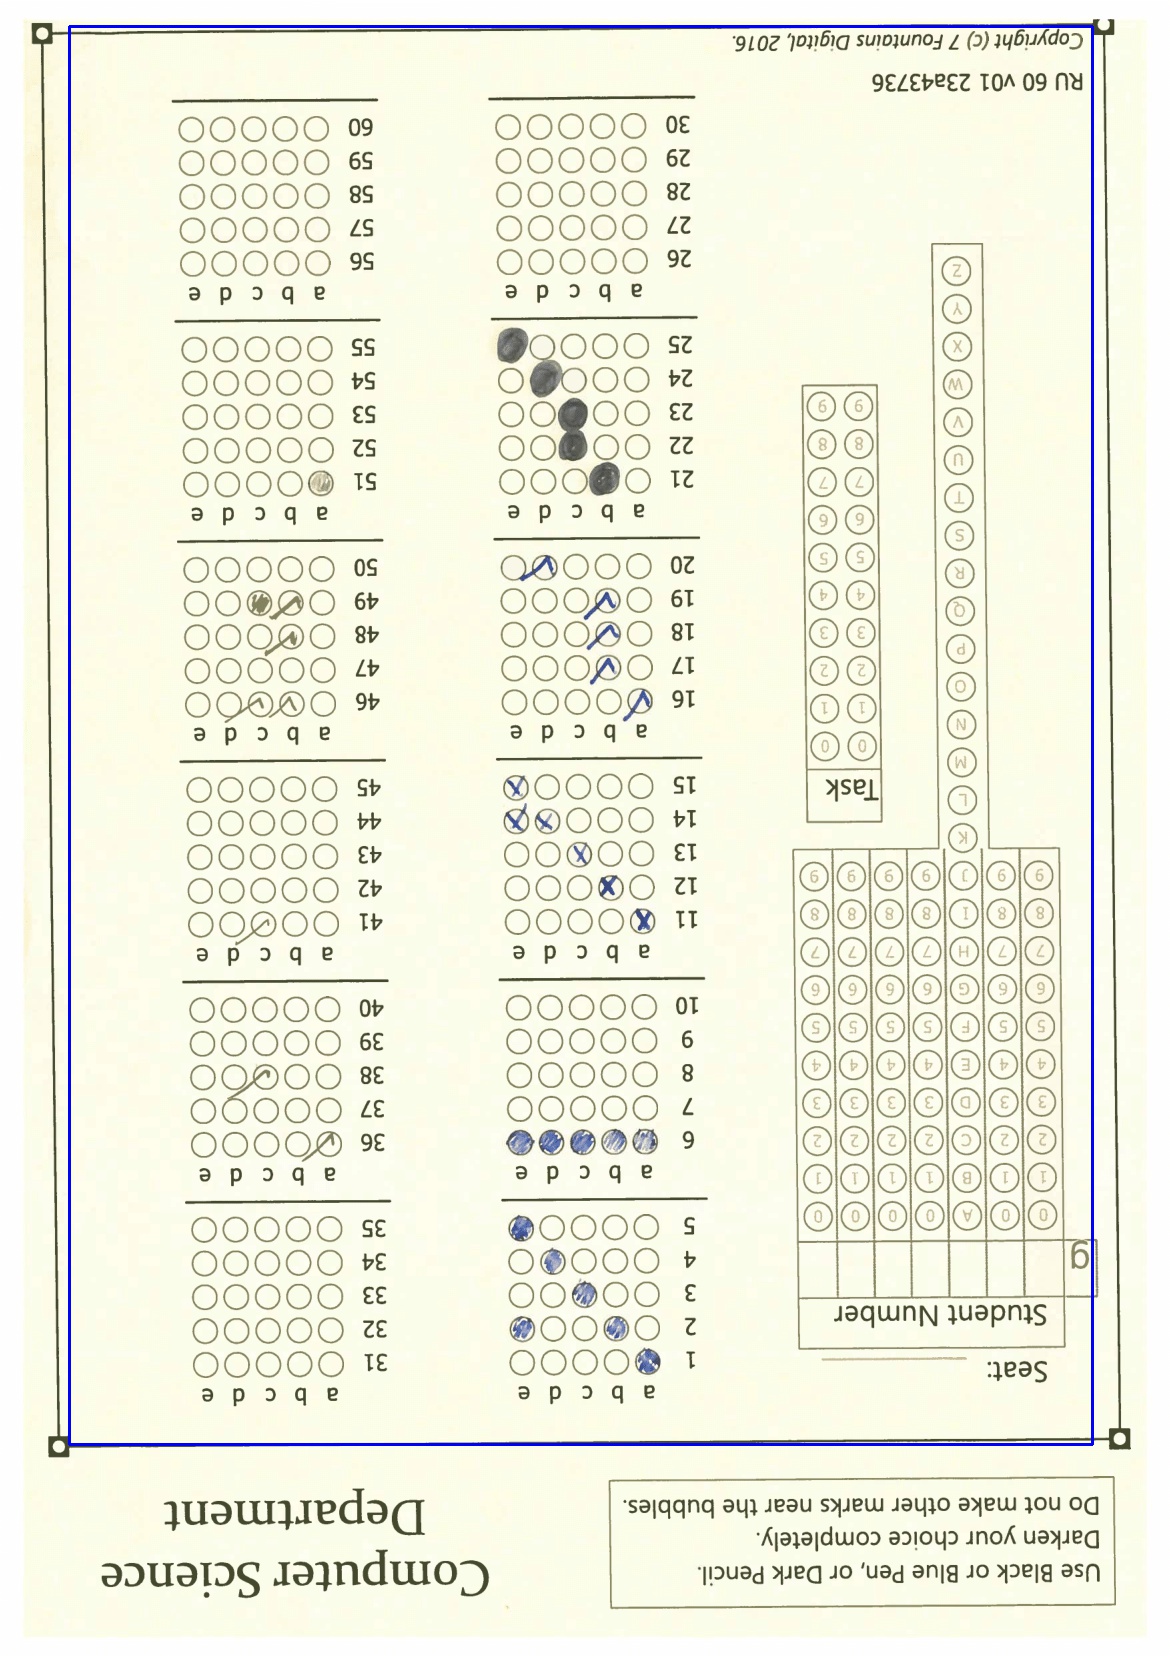 Use Black or Blue Pen, or Dark Pencil.
Darken your choice completely.
Do not make other marks near the bubbles.
Computer Science
Department
Seat:
Student Number
g
0 0 A 0 0 0 0
1 1 B 1 1 1 1
2 2 C 2 2 2 2
3 3 D 3 3 3 3
4 4 E 4 4 4 4
5 5 F 5 5 5 5
6 6 G 6 6 6 6
7 7 H 7 7 7 7
8 8 I 8 8 8 8
9 9 J 9 9 9 9
K
L
M
N
O
P
Q
R
S
T
U
V
W
X
Y
Z
Task
0 0
1 1
2 2
3 3
4 4
5 5
6 6
7 7
8 8
9 9
a b c d e
1
2
3
4
5
a b c d e
6
7
8
9
10
a b c d e
11
12
13
14
15
a b c d e
16
17
18
19
20
a b c d e
21
22
23
24
25
a b c d e
26
27
28
29
30
a b c d e
31
32
33
34
35
a b c d e
36
37
38
39
40
a b c d e
41
42
43
44
45
a b c d e
46
47
48
49
50
a b c d e
51
52
53
54
55
a b c d e
56
57
58
59
60
RU 60 v01 23a43736
Copyright (c) 7 Fountains Digital, 2016.